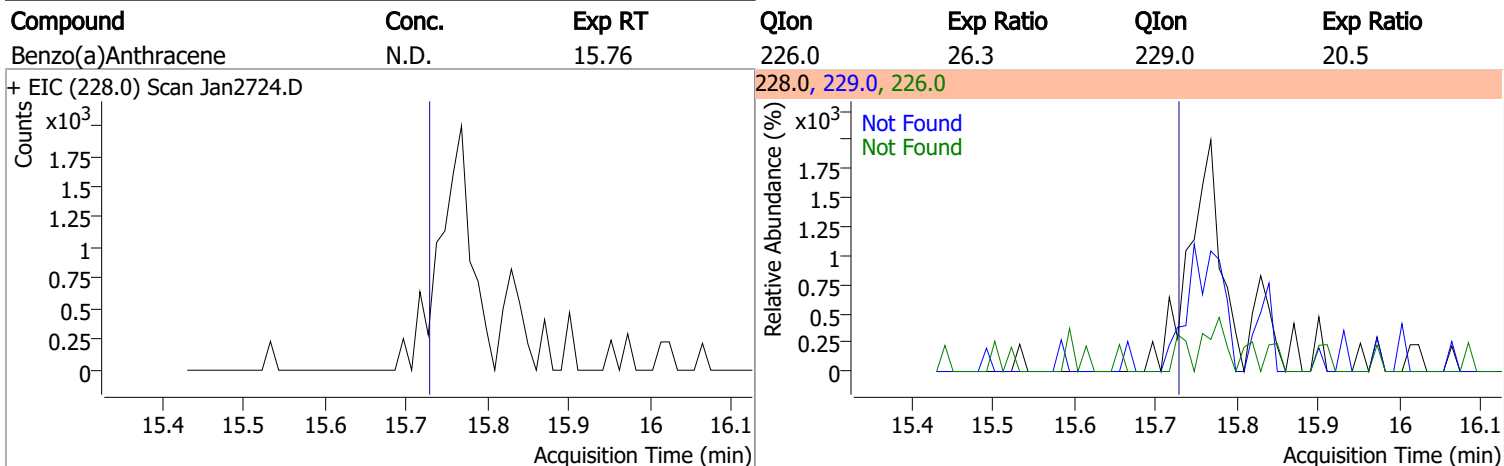 Compound Conc. Exp RT QIon Exp Ratio QIon Exp Ratio
Benzo(a)Anthracene N.D. 15.76 226.0 26.3 229.0 20.5
+ EIC (228.0) Scan Jan2724.D
Counts
x10³
1.75
1.5
1.25
1
0.75
0.5
0.25
0
15.4 15.5 15.6 15.7 15.8 15.9 16 16.1
Acquisition Time (min)
228.0, 229.0, 226.0
Relative Abundance (%)
x10³
Not Found
Not Found
1.75
1.5
1.25
1
0.75
0.5
0.25
0
15.4 15.5 15.6 15.7 15.8 15.9 16 16.1
Acquisition Time (min)